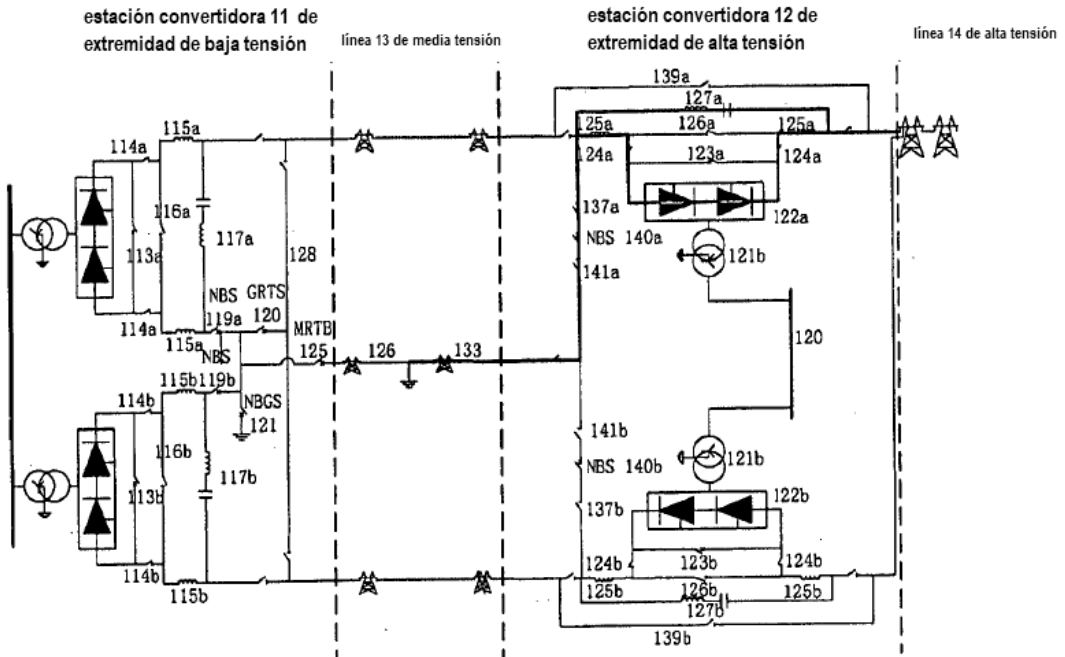 estación convertidora 11 de
extremidad de baja tensión
línea 13 de media tensión
estación convertidora 12 de
extremidad de alta tensión
línea 14 de alta tensión
139a
127a
115a
125a
126a
125a
114a
124a
123a
124a
116a
137a
122a
117a
NBS 140a
113a
128
121b
141a
NBS
GRTS
119a
120
114a
MRTB
120
115a
NBS
125
126
133
115b
119b
114b
NBGS
121
141b
116b
NBS 140b
121b
117b
122b
113b
137b
124b
123b
124b
114b
125b
126b
125b
115b
127b
139b